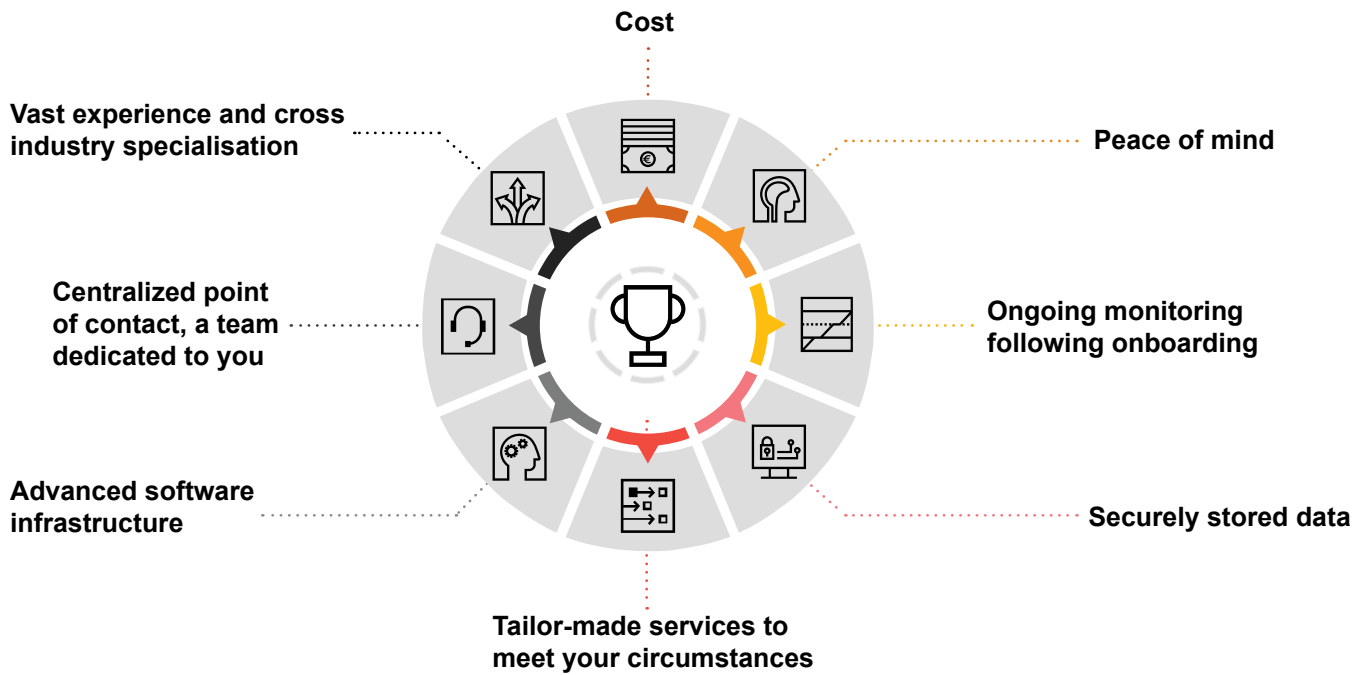 Cost
Peace of mind
Ongoing monitoring
following onboarding
Securely stored data
Tailor-made services to
meet your circumstances
Advanced software
infrastructure
Centralized point
of contact, a team
dedicated to you
Vast experience and cross
industry specialisation
€